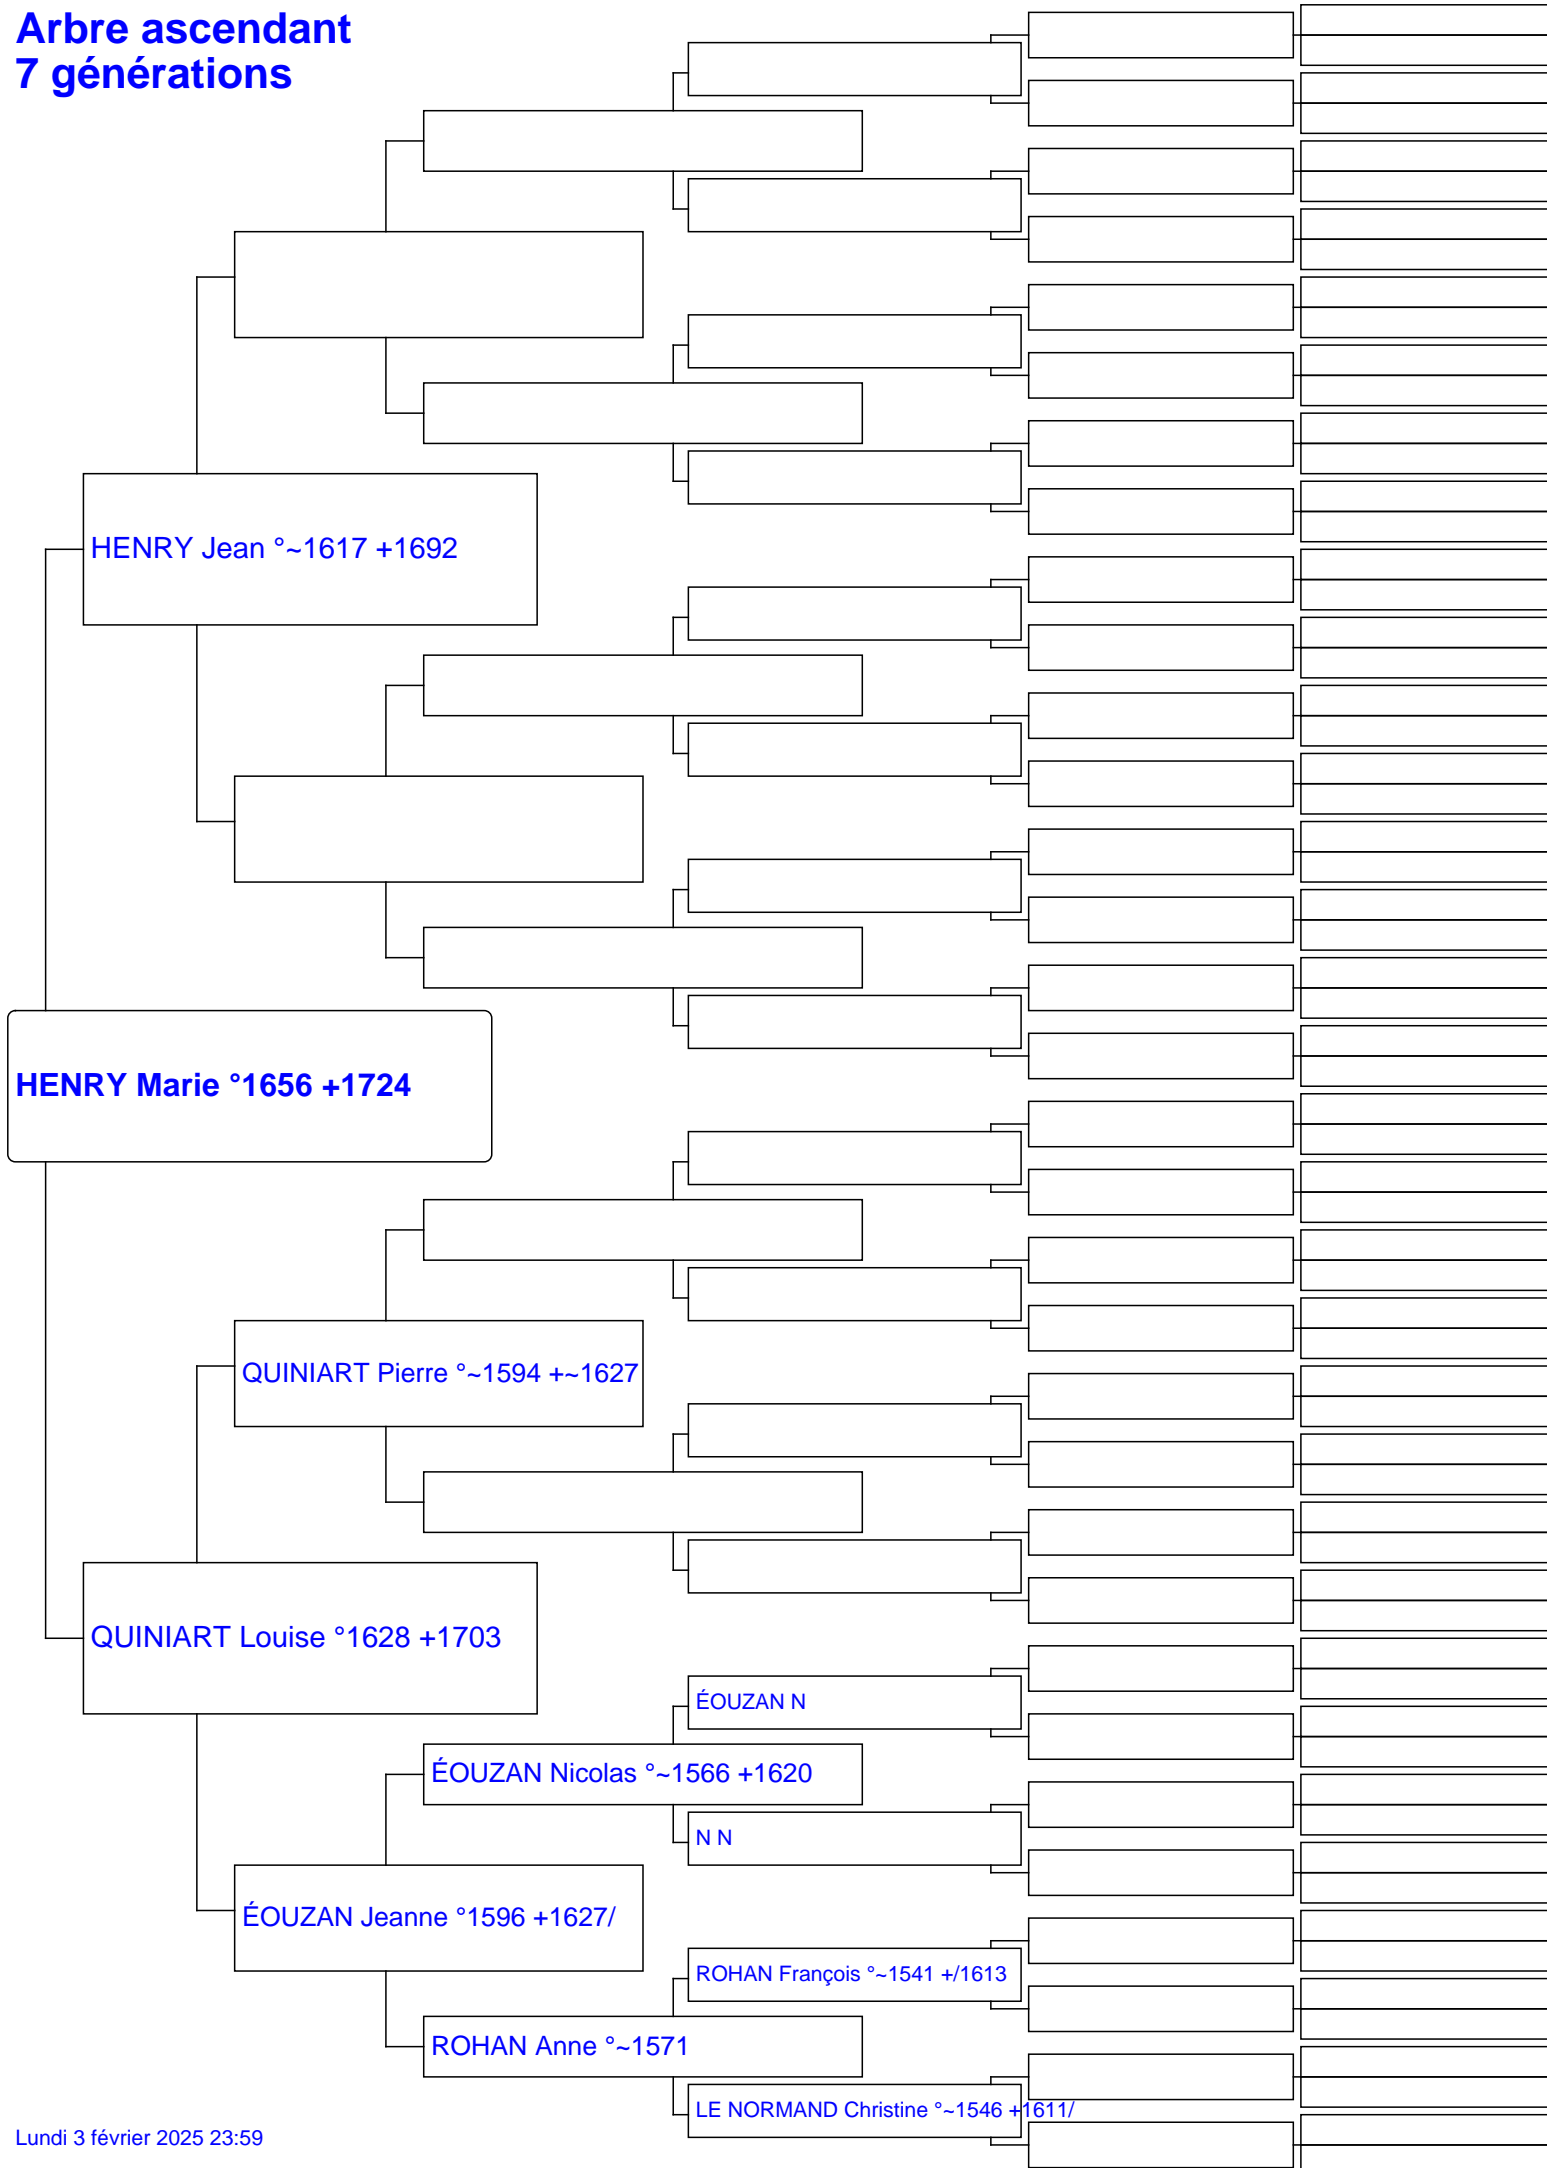 Arbre ascendant
7 générations
HENRY Jean °~1617 +1692
HENRY Marie °1656 +1724
QUINIART Pierre °~1594 +~1627
QUINIART Louise °1628 +1703
ÉOUZAN N
ÉOUZAN Nicolas °~1566 +1620
N N
ÉOUZAN Jeanne °1596 +1627/
ROHAN François °~1541 +/1613
ROHAN Anne °~1571
LE NORMAND Christine °~1546 +1611/
Lundi 3 février 2025 23:59